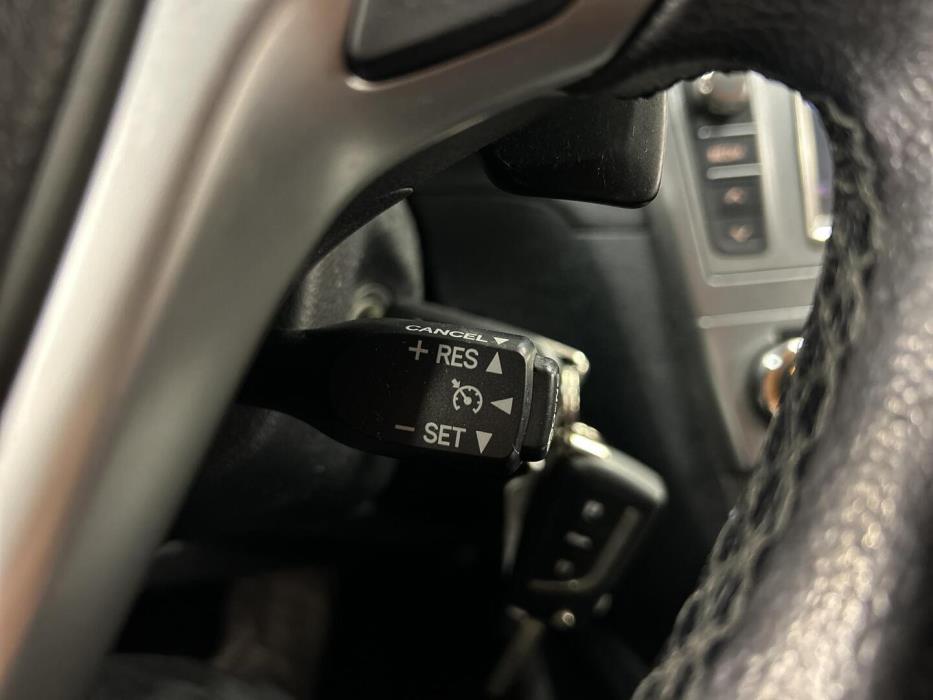 CANCEL ▼
+ RES ▲
◀
− SET ▼